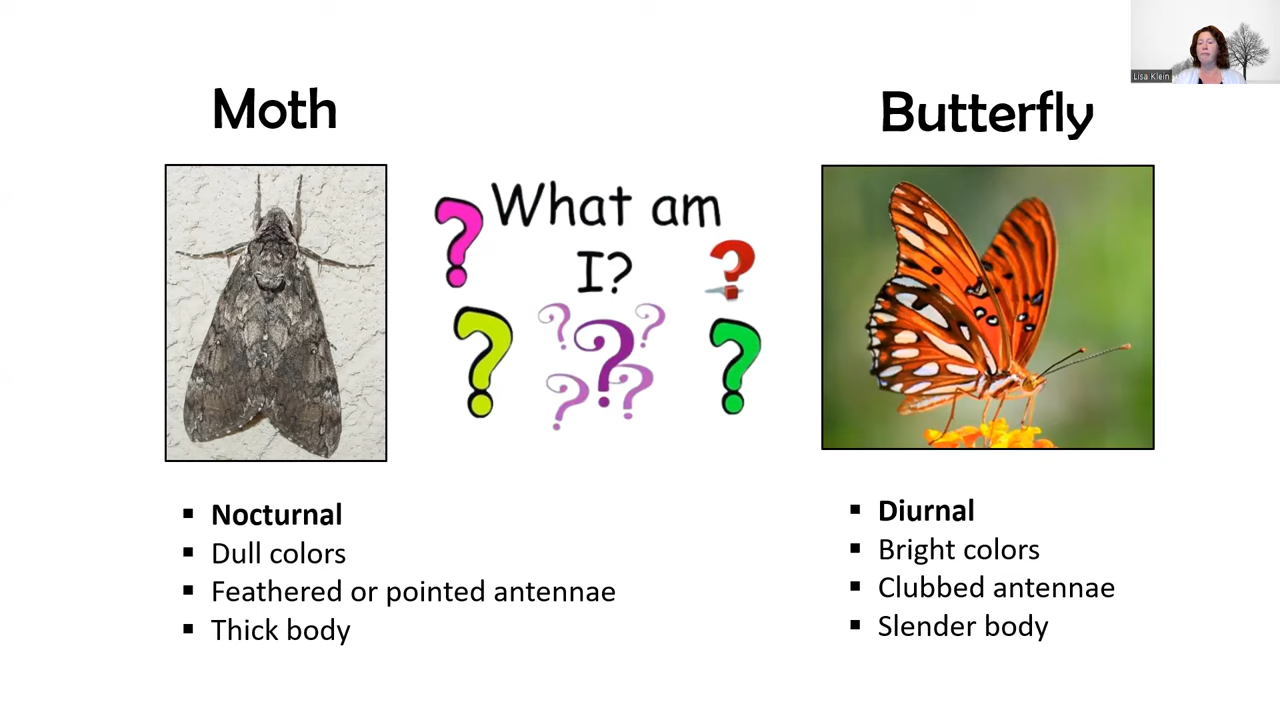 Lisa Klein
Moth
Butterfly
What am
I?
Nocturnal
Dull colors
Feathered or pointed antennae
Thick body
Diurnal
Bright colors
Clubbed antennae
Slender body